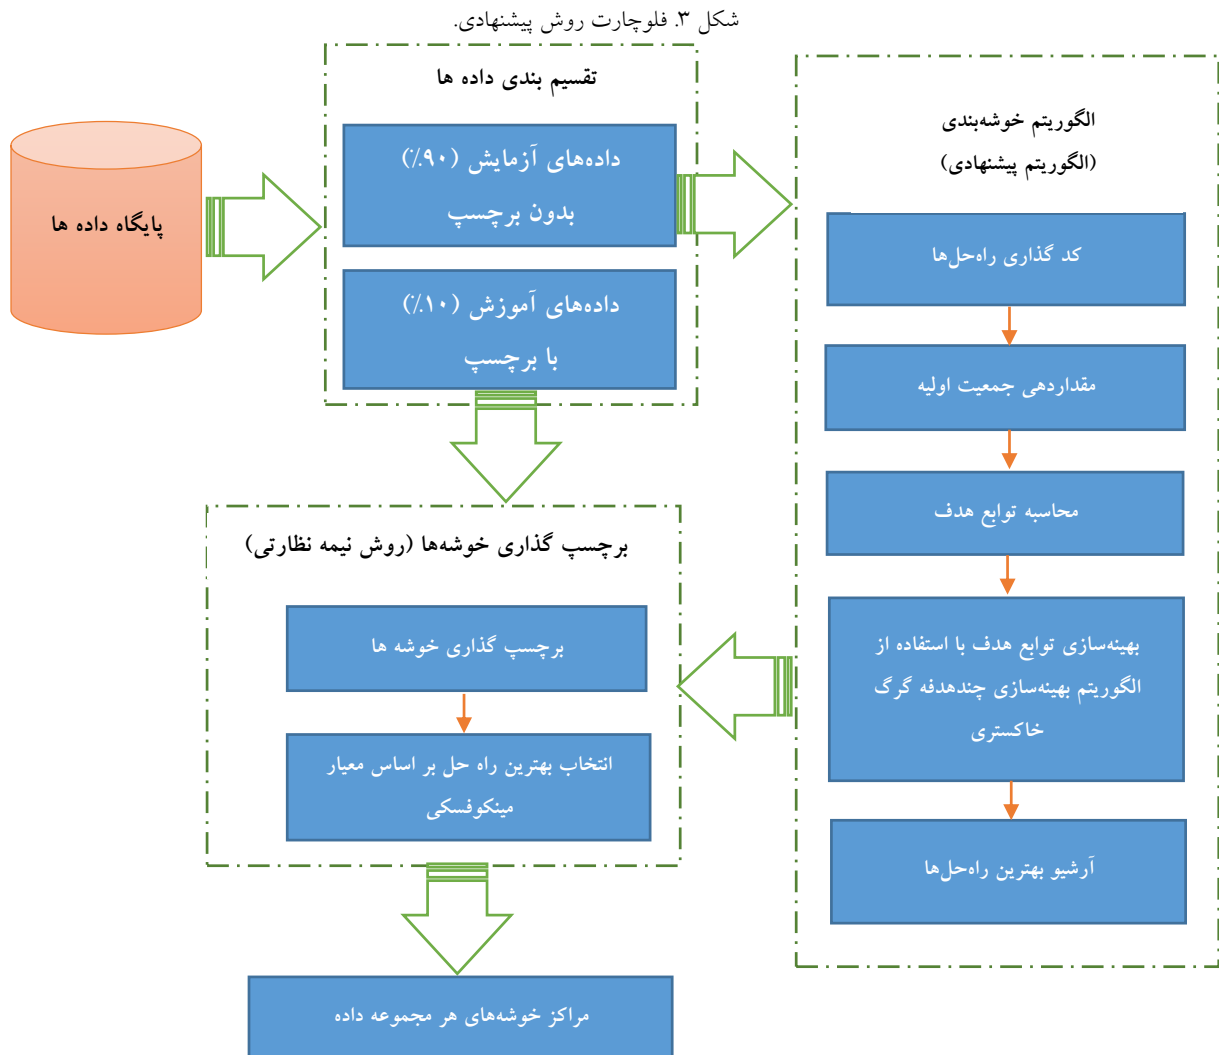 شکل ۳. فلوچارت روش پیشنهادی.
پایگاه داده ها
تقسیم بندی داده ها
داده‌های آزمایش (۹۰٪)
بدون برچسپ
داده‌های آموزش (۱۰٪)
با برچسپ
الگوریتم خوشه‌بندی
(الگوریتم پیشنهادی)
کد گذاری راه‌حل‌ها
مقداردهی جمعیت اولیه
محاسبه توابع هدف
بهینه‌سازی توابع هدف با استفاده از
الگوریتم بهینه‌سازی چندهدفه گرگ
خاکستری
آرشیو بهترین راه‌حل‌ها
برچسپ گذاری خوشه‌ها (روش نیمه نظارتی)
برچسپ گذاری خوشه ها
انتخاب بهترین راه حل بر اساس معیار
مینکوفسکی
مراکز خوشه‌های هر مجموعه داده